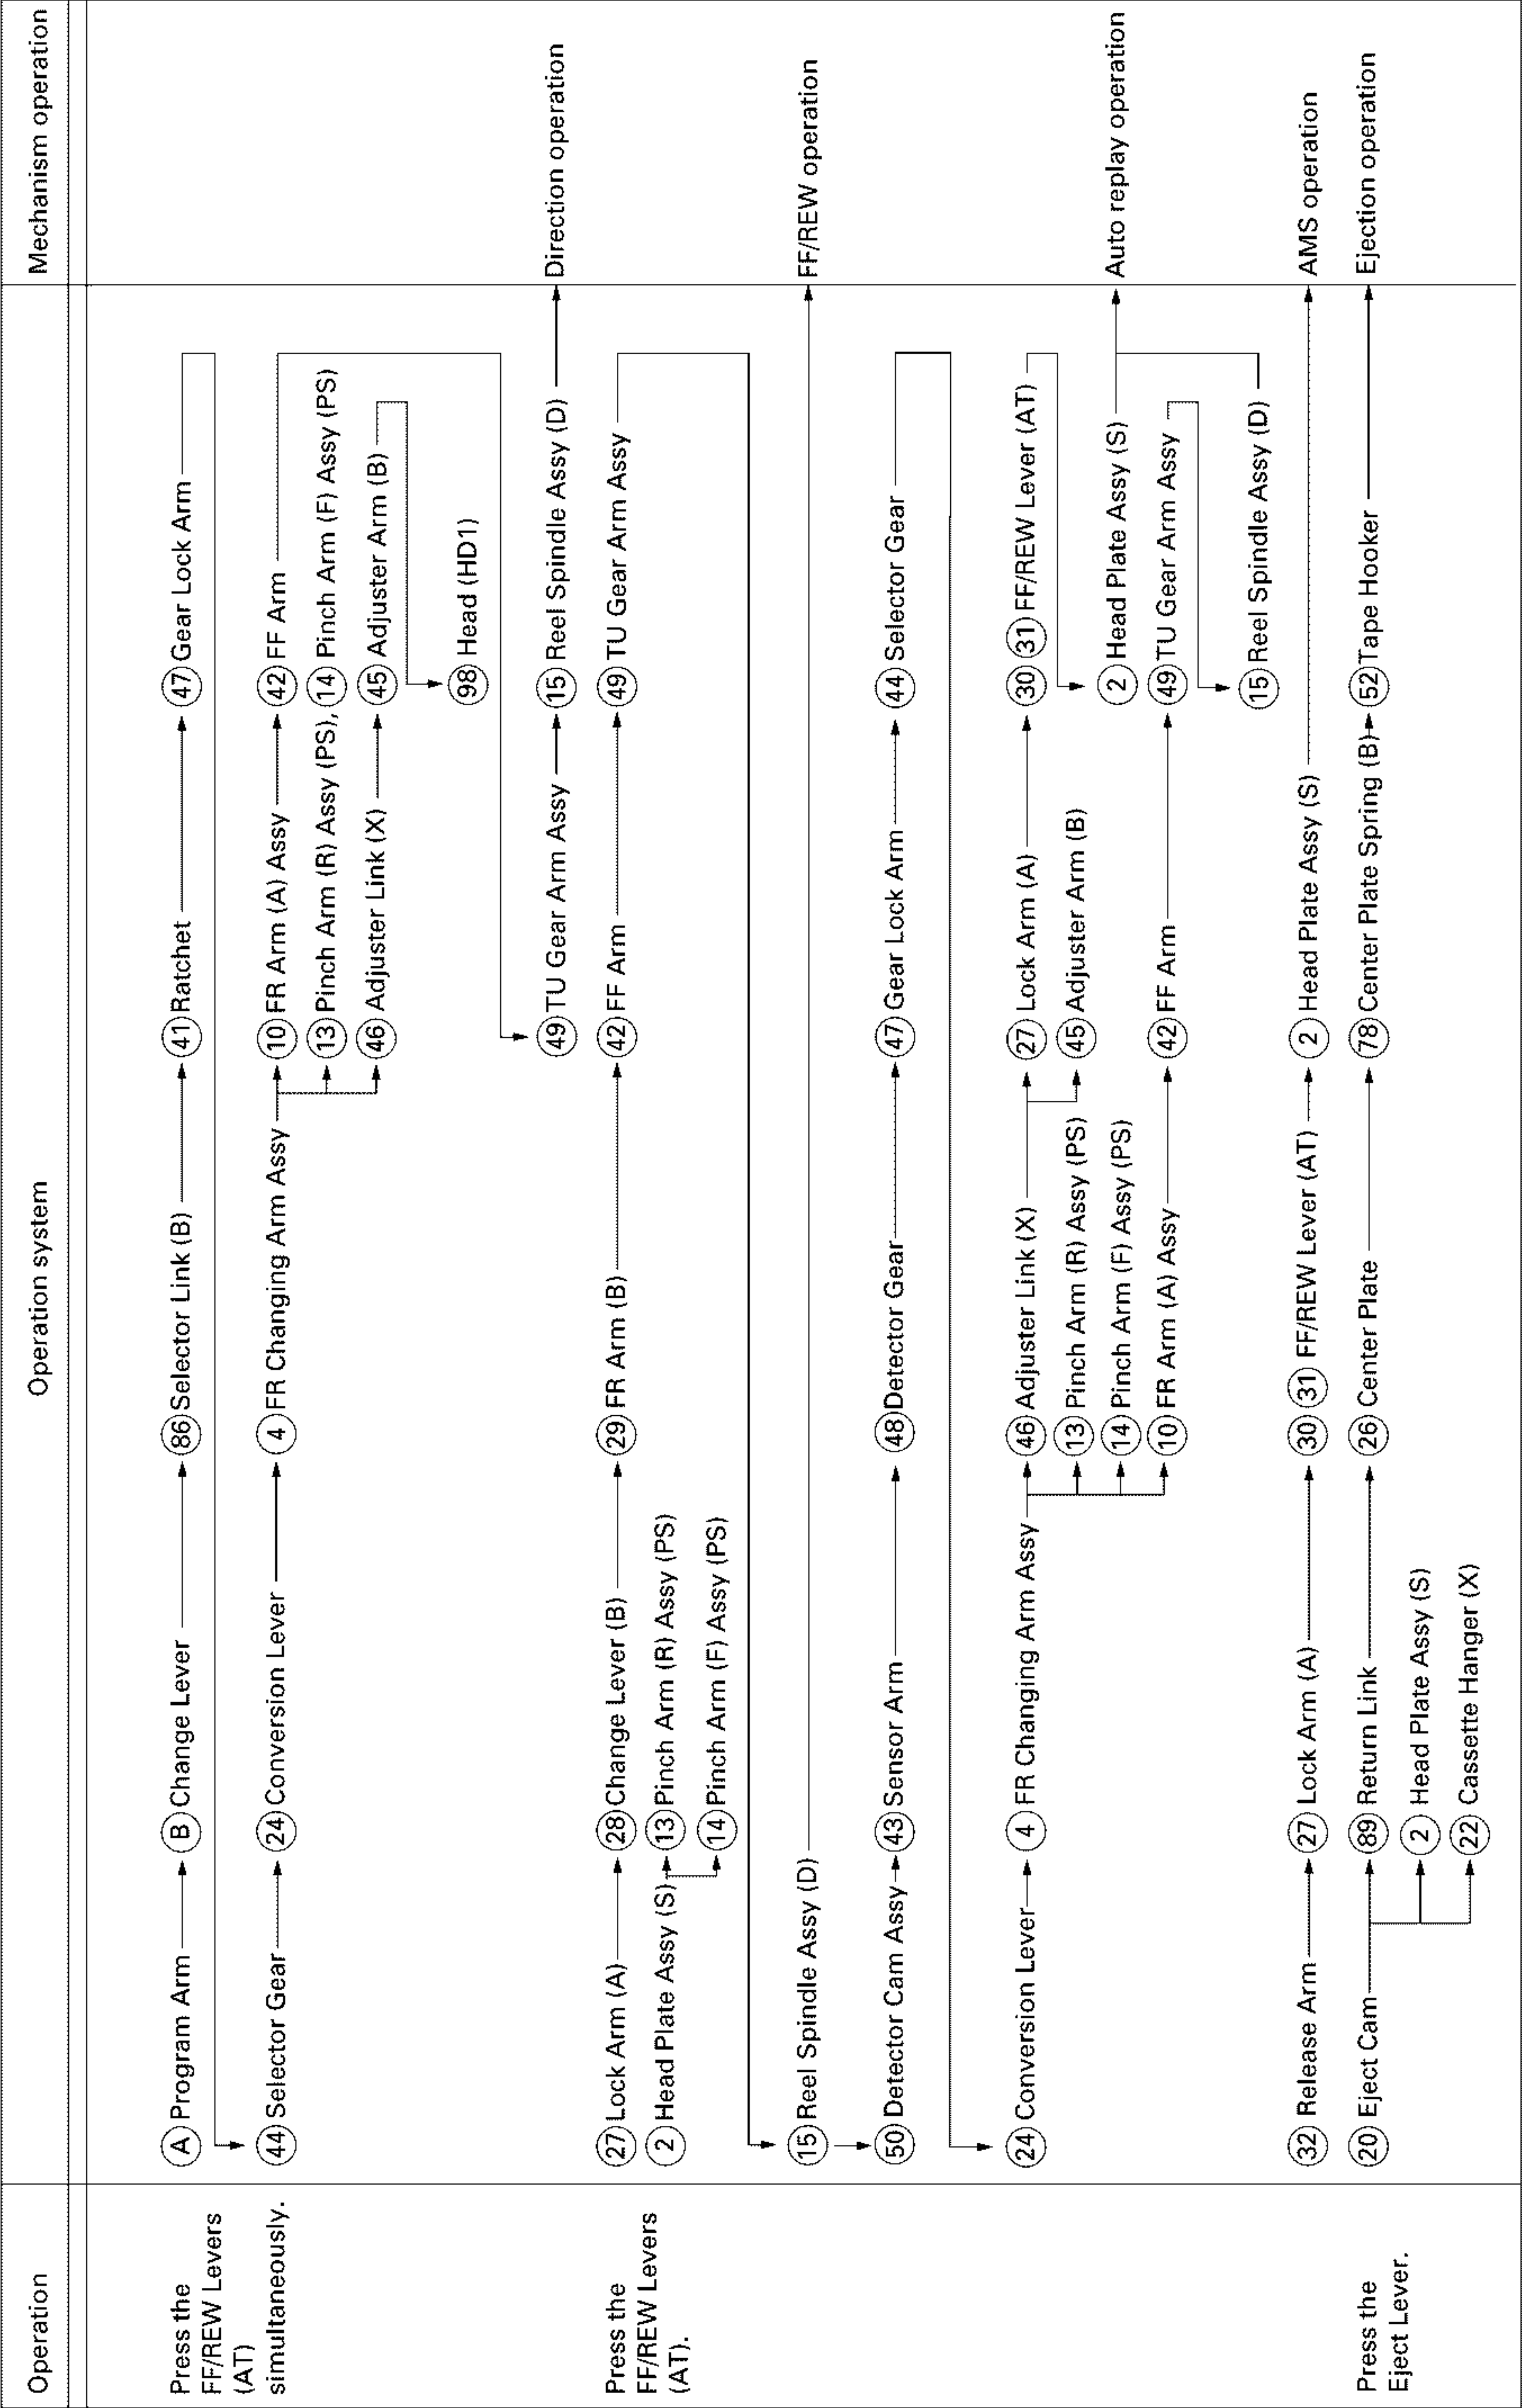 Operation Operation system Mechanism operation
Press the
FF/REW Levers
(AT)
simultaneously.
A Program Arm B Change Lever 86 Selector Link (B) 41 Ratchet 47 Gear Lock Arm
44 Selector Gear 24 Conversion Lever 4 FR Changing Arm Assy 10 FR Arm (A) Assy 42 FF Arm
13 Pinch Arm (R) Assy (PS), 14 Pinch Arm (F) Assy (PS)
46 Adjuster Link (X) 45 Adjuster Arm (B)
98 Head (HD1)
49 TU Gear Arm Assy 15 Reel Spindle Assy (D) Direction operation
Press the
FF/REW Levers
(AT).
27 Lock Arm (A) 28 Change Lever (B) 29 FR Arm (B) 42 FF Arm 49 TU Gear Arm Assy
2 Head Plate Assy (S) 13 Pinch Arm (R) Assy (PS)
14 Pinch Arm (F) Assy (PS)
15 Reel Spindle Assy (D) FF/REW operation
50 Detector Cam Assy 43 Sensor Arm 48 Detector Gear 47 Gear Lock Arm 44 Selector Gear
24 Conversion Lever 4 FR Changing Arm Assy 46 Adjuster Link (X) 27 Lock Arm (A) 30 31 FF/REW Lever (AT)
13 Pinch Arm (R) Assy (PS) 45 Adjuster Arm (B)
14 Pinch Arm (F) Assy (PS) 2 Head Plate Assy (S) Auto replay operation
10 FR Arm (A) Assy 42 FF Arm 49 TU Gear Arm Assy
15 Reel Spindle Assy (D)
32 Release Arm 27 Lock Arm (A) 30 31 FF/REW Lever (AT) 2 Head Plate Assy (S) AMS operation
Press the
Eject Lever.
20 Eject Cam 89 Return Link 26 Center Plate 78 Center Plate Spring (B) 52 Tape Hooker Ejection operation
2 Head Plate Assy (S)
22 Cassette Hanger (X)